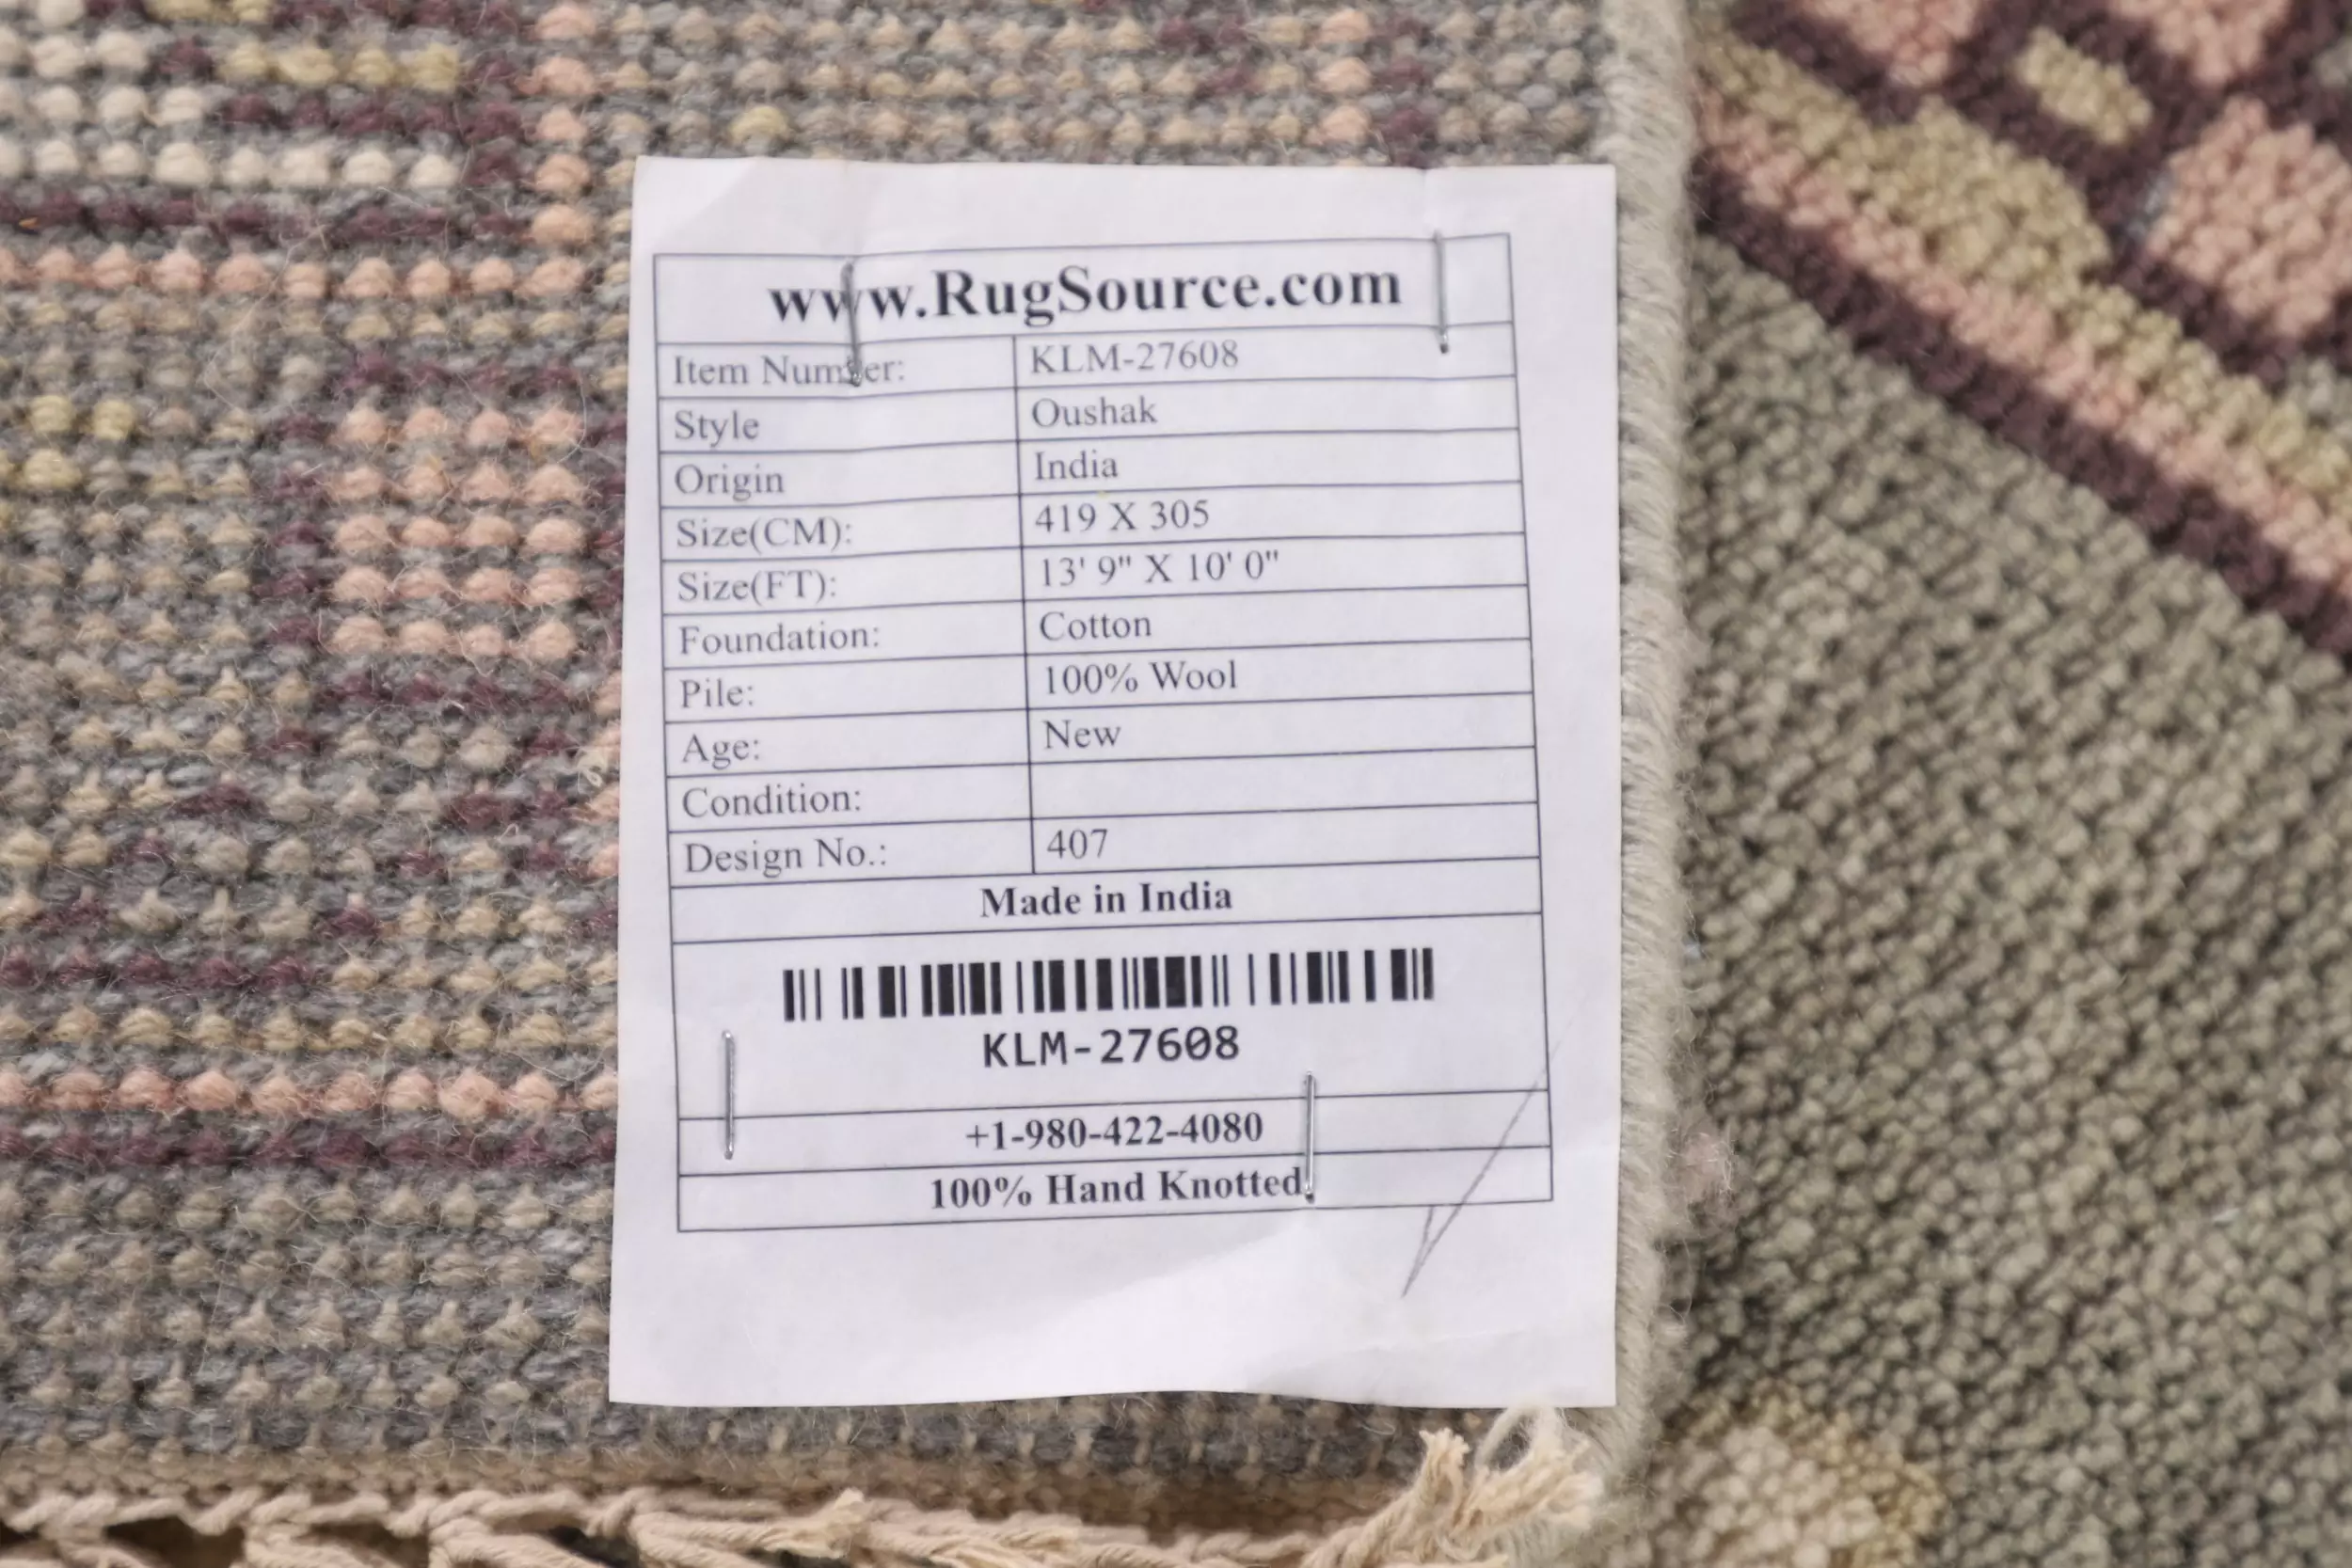 www.RugSource.com
Item Number: KLM-27608
Style Oushak
Origin India
Size(CM): 419 X 305
Size(FT): 13' 9" X 10' 0"
Foundation: Cotton
Pile: 100% Wool
Age: New
Condition:
Design No.: 407
Made in India
KLM-27608
+1-980-422-4080
100% Hand Knotted